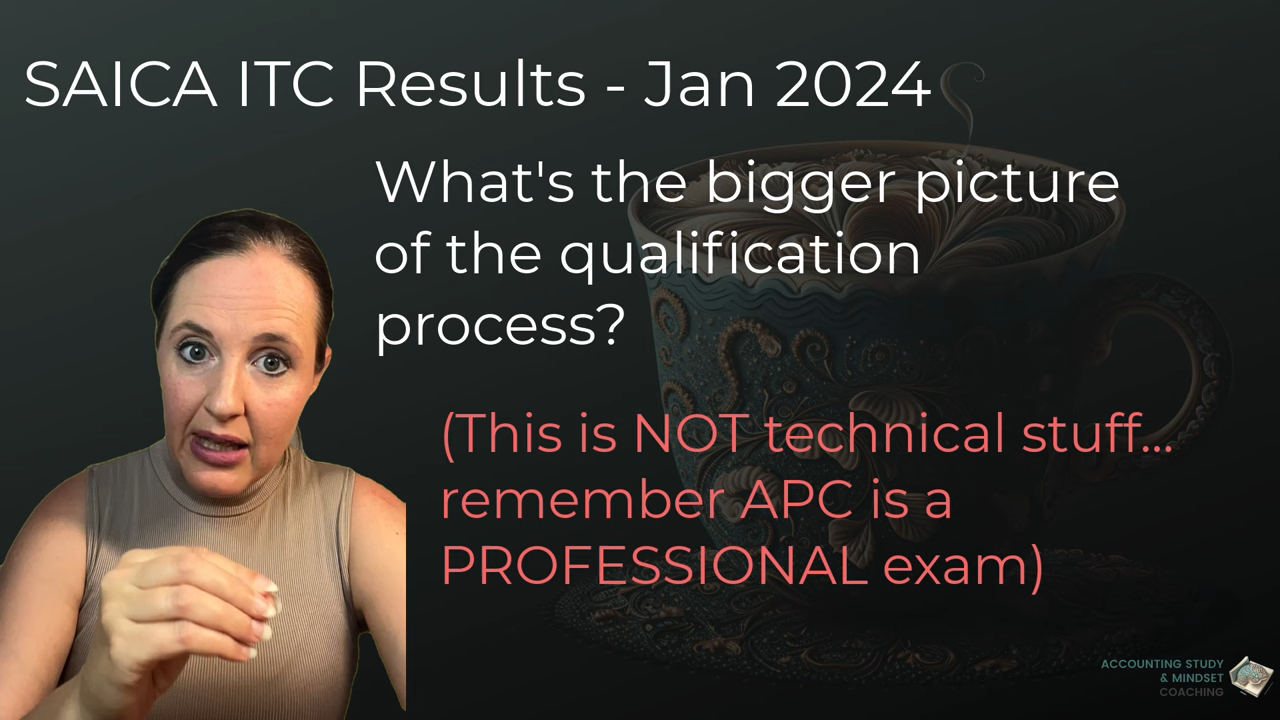 SAICA ITC Results - Jan 2024
What's the bigger picture
of the qualification
process?
(This is NOT technical stuff...
remember APC is a
PROFESSIONAL exam)
ACCOUNTING STUDY
& MINDSET
COACHING